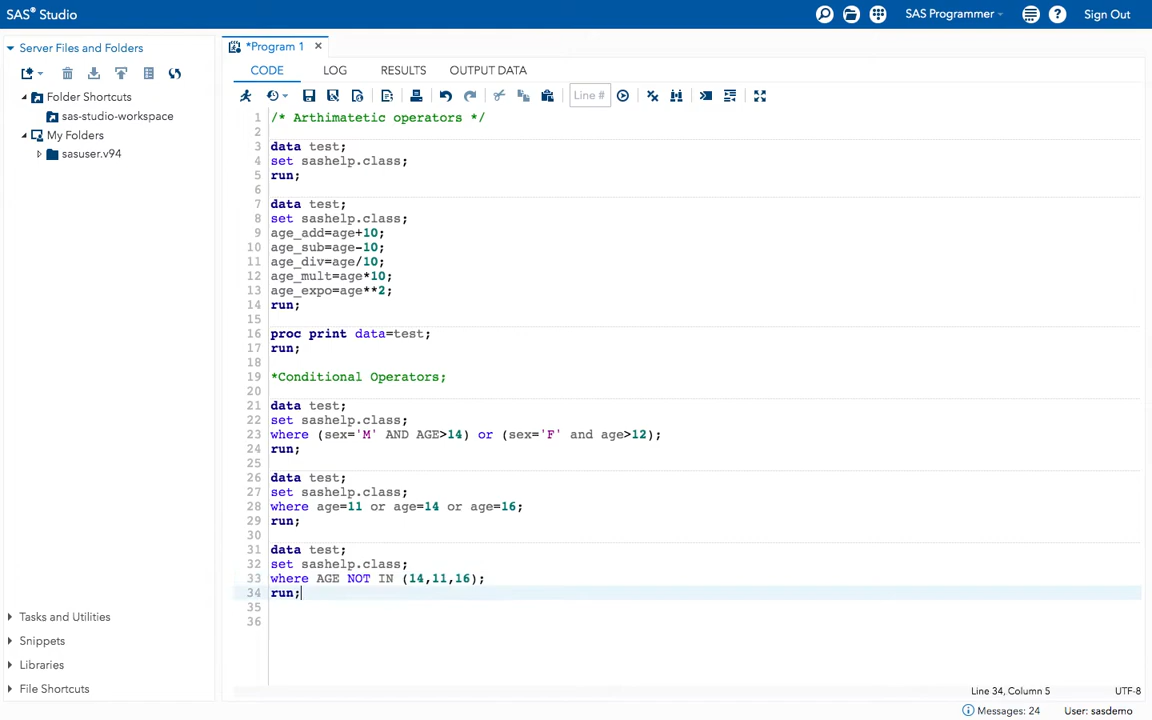 SAS® Studio
SAS Programmer
Sign Out
Server Files and Folders
Folder Shortcuts
sas-studio-workspace
My Folders
sasuser.v94
Tasks and Utilities
Snippets
Libraries
File Shortcuts
*Program 1
CODE LOG RESULTS OUTPUT DATA
Line #
1 /* Arthimatetic operators */
2
3 data test;
4 set sashelp.class;
5 run;
6
7 data test;
8 set sashelp.class;
9 age_add=age+10;
10 age_sub=age-10;
11 age_div=age/10;
12 age_mult=age*10;
13 age_expo=age**2;
14 run;
15
16 proc print data=test;
17 run;
18
19 *Conditional Operators;
20
21 data test;
22 set sashelp.class;
23 where (sex='M' AND AGE>14) or (sex='F' and age>12);
24 run;
25
26 data test;
27 set sashelp.class;
28 where age=11 or age=14 or age=16;
29 run;
30
31 data test;
32 set sashelp.class;
33 where AGE NOT IN (14,11,16);
34 run;
35
36
Line 34, Column 5 UTF-8
Messages: 24 User: sasdemo